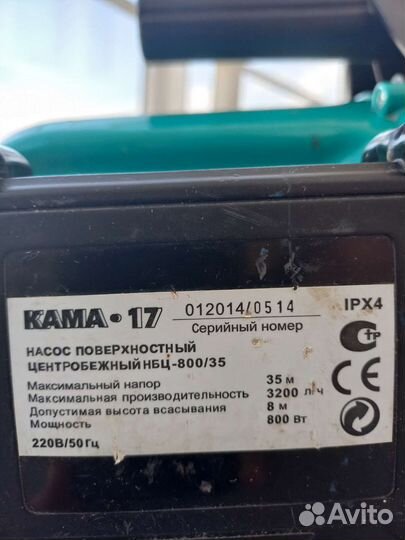 КАМА•17 012014/0514 IPX4
Серийный номер
НАСОС ПОВЕРХНОСТНЫЙ
ЦЕНТРОБЕЖНЫЙ НБЦ-800/35
Максимальный напор 35 м
Максимальная производительность 3200 л/ч
Допустимая высота всасывания 8 м
Мощность 800 Вт
220В/50Гц
Avito